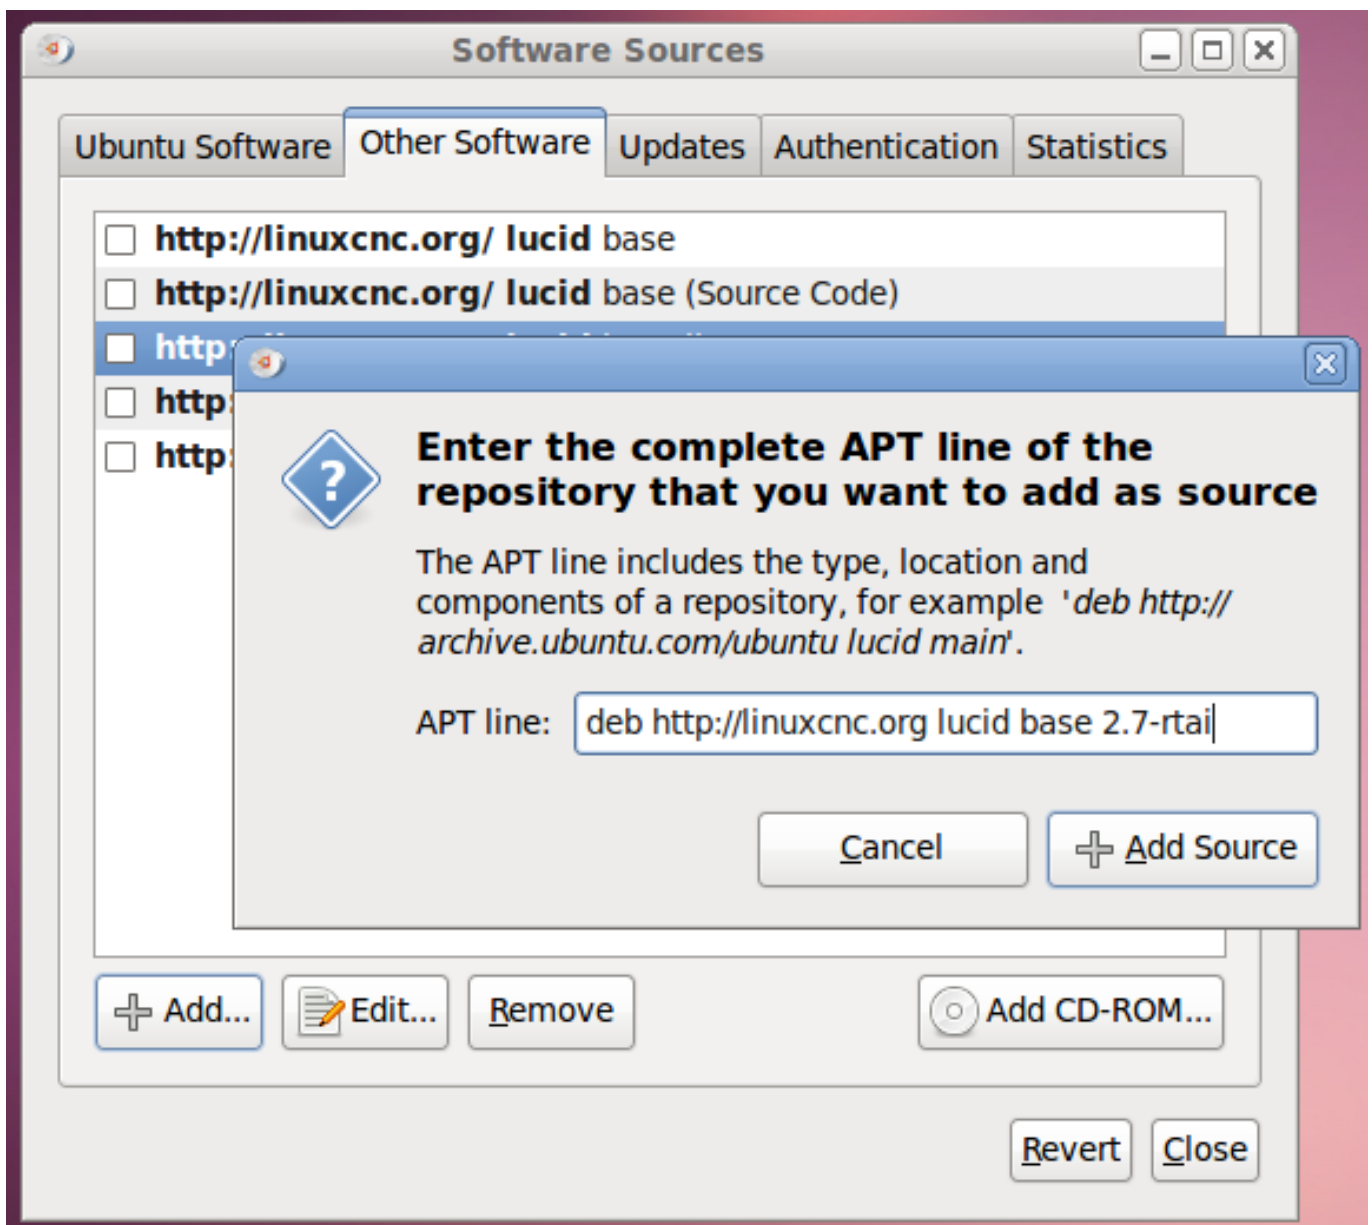 Software Sources
Ubuntu Software
Other Software
Updates
Authentication
Statistics
http://linuxcnc.org/ lucid base
http://linuxcnc.org/ lucid base (Source Code)
http:
http:
http:
Enter the complete APT line of the
repository that you want to add as source
The APT line includes the type, location and
components of a repository, for example 'deb http://
archive.ubuntu.com/ubuntu lucid main'.
APT line: deb http://linuxcnc.org lucid base 2.7-rtai
Cancel
Add Source
Add...
Edit...
Remove
Add CD-ROM...
Revert
Close